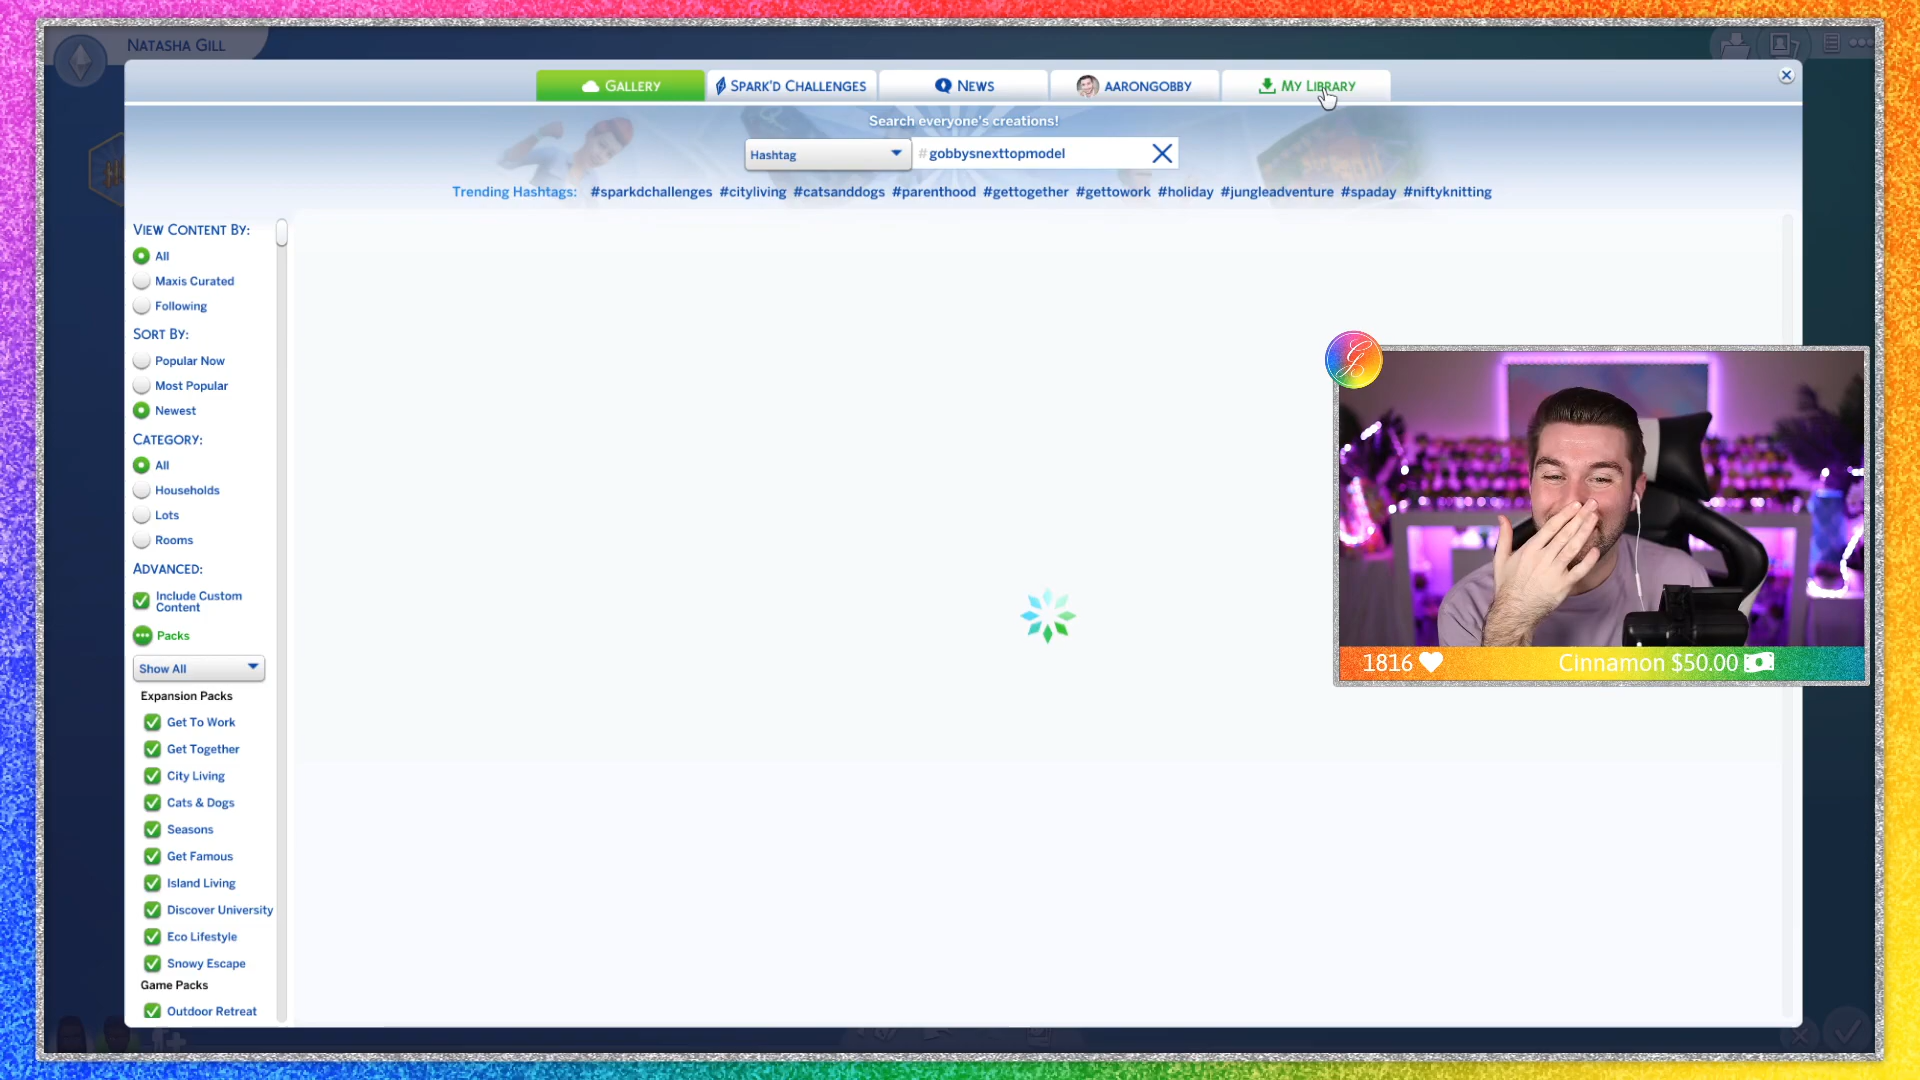 NATASHA GILL
GALLERY
SPARK'D CHALLENGES
NEWS
AARONGOBBY
MY LIBRARY
Search everyone's creations!
Hashtag
#gobbysnexttopmodel
Trending Hashtags: #sparkdchallenges #cityliving #catsanddogs #parenthood #gettogether #gettowork #holiday #jungleadventure #spaday #niftyknitting
VIEW CONTENT BY:
All
Maxis Curated
Following
SORT BY:
Popular Now
Most Popular
Newest
CATEGORY:
All
Households
Lots
Rooms
ADVANCED:
Include Custom
Content
Packs
Show All
Expansion Packs
Get To Work
Get Together
City Living
Cats & Dogs
Seasons
Get Famous
Island Living
Discover University
Eco Lifestyle
Snowy Escape
Game Packs
Outdoor Retreat
G
1816
Cinnamon $50.00